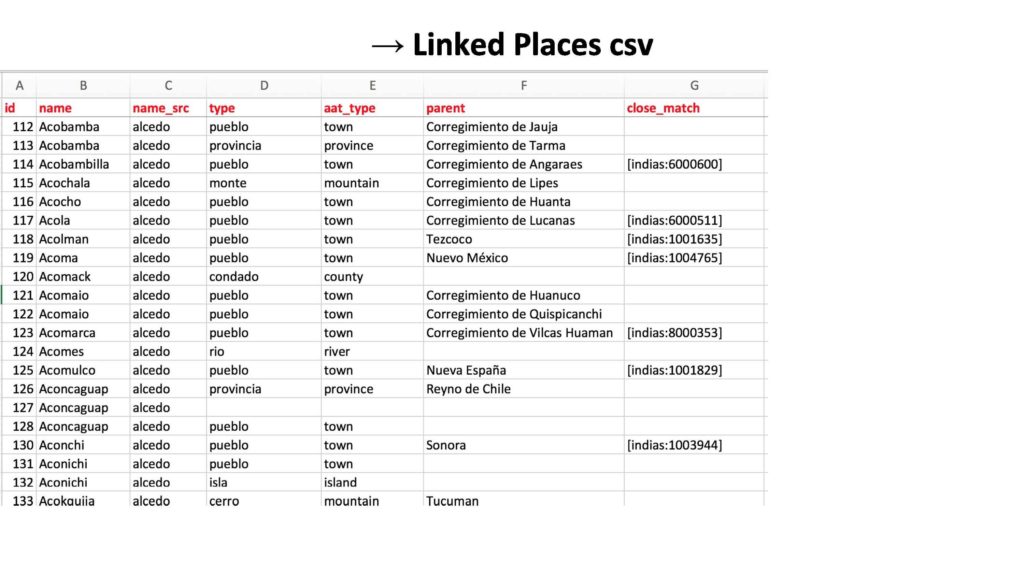 → Linked Places csv
A B C D E F G
id name name_src type aat_type parent close_match
112 Acobamba alcedo pueblo town Corregimiento de Jauja
113 Acobamba alcedo provincia province Corregimiento de Tarma
114 Acobambilla alcedo pueblo town Corregimiento de Angaraes [indias:6000600]
115 Acochala alcedo monte mountain Corregimiento de Lipes
116 Acocho alcedo pueblo town Corregimiento de Huanta
117 Acola alcedo pueblo town Corregimiento de Lucanas [indias:6000511]
118 Acolman alcedo pueblo town Tezcoco [indias:1001635]
119 Acoma alcedo pueblo town Nuevo México [indias:1004765]
120 Acomack alcedo condado county
121 Acomaio alcedo pueblo town Corregimiento de Huanuco
122 Acomaio alcedo pueblo town Corregimiento de Quispicanchi
123 Acomarca alcedo pueblo town Corregimiento de Vilcas Huaman [indias:8000353]
124 Acomes alcedo rio river
125 Acomulco alcedo pueblo town Nueva España [indias:1001829]
126 Aconcaguap alcedo provincia province Reyno de Chile
127 Aconcaguap alcedo
128 Aconcaguap alcedo pueblo town
130 Aconchi alcedo pueblo town Sonora [indias:1003944]
131 Aconichi alcedo pueblo town
132 Aconichi alcedo isla island
133 Acokquija alcedo cerro mountain Tucuman